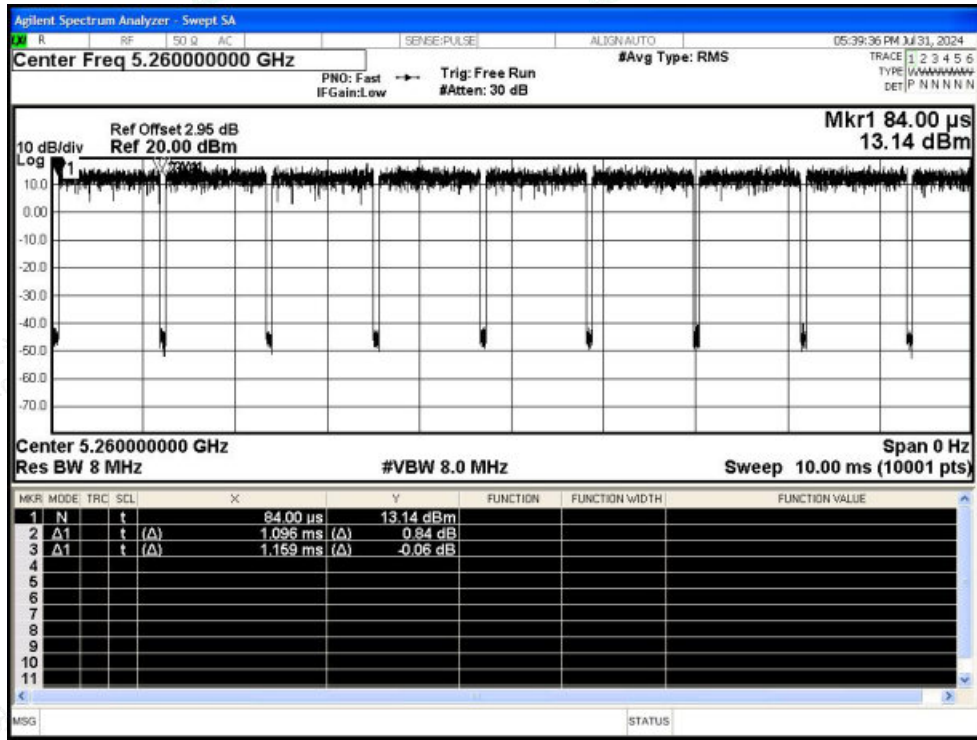 Agilent Spectrum Analyzer - Swept SA
R RF 50 Ω AC SENSE:PULSE ALIGN AUTO 05:39:36 PM Jul 31, 2024
Center Freq 5.260000000 GHz #Avg Type: RMS TRACE 1 2 3 4 5 6
PNO: Fast Trig: Free Run TYPE
IFGain:Low #Atten: 30 dB DET P N N N N N
Mkr1 84.00 µs
Ref Offset 2.95 dB
10 dB/div Ref 20.00 dBm 13.14 dBm
Log
1
10.0
0.00
-10.0
-20.0
-30.0
-40.0
-50.0
-60.0
-70.0
Center 5.260000000 GHz Span 0 Hz
Res BW 8 MHz #VBW 8.0 MHz Sweep 10.00 ms (10001 pts)
MKR MODE TRC SCL X Y FUNCTION FUNCTION WIDTH FUNCTION VALUE
1 N t 84.00 µs 13.14 dBm
2 Δ1 t (Δ) 1.096 ms (Δ) 0.84 dB
3 Δ1 t (Δ) 1.159 ms (Δ) -0.06 dB
4
5
6
7
8
9
10
11
MSG STATUS